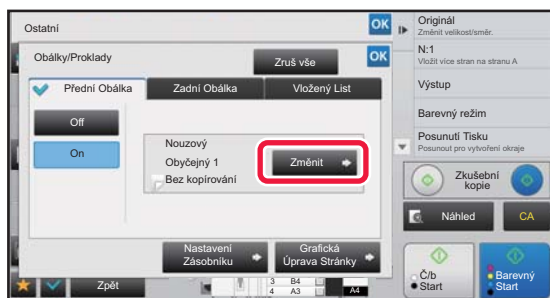 Ostatní
OK
Obálky/Proklady
Zruš vše
OK
Přední Obálka
Zadní Obálka
Vložený List
Off
On
Nouzový
Obyčejný 1
Bez kopírování
Změnit
Nastavení
Zásobníku
Grafická
Úprava Stránky
Zpět
3 B4
4 A3
A4
Originál
Změnit velikost/směr.
N:1
Vložit více stran na stranu A
Výstup
Barevný režim
Posunutí Tisku
Posunout pro vytvoření okraje
Zkušební
kopie
Náhled
CA
Č/b
Start
Barevný
Start